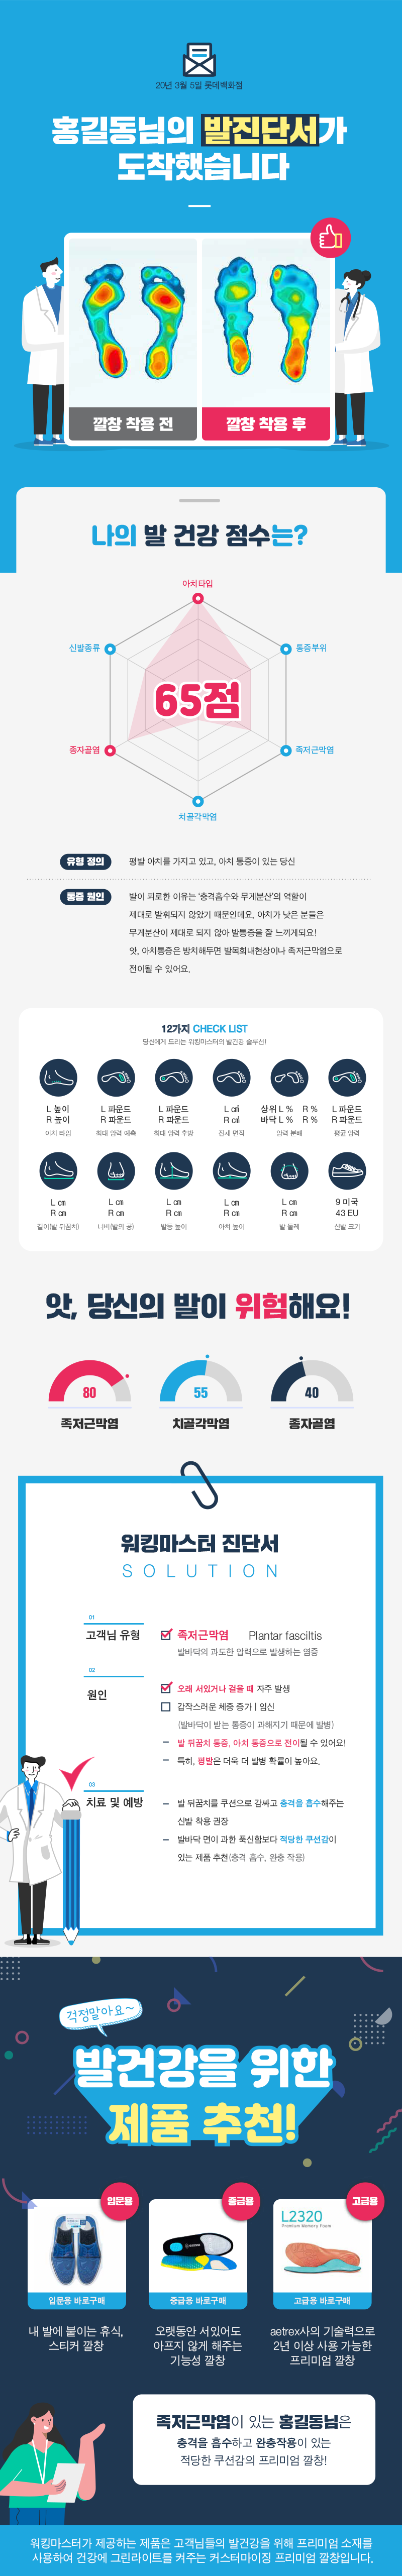 20년 3월 5일 롯데백화점
홍길동님의 발진단서가
도착했습니다
깔창 착용 전
깔창 착용 후
나의 발 건강 점수는?
아치타입
신발종류
통증부위
65점
종자골염
족저근막염
치골각막염
유형 정의
평발 아치를 가지고 있고, 아치 통증이 있는 당신
통증 원인
발이 피로한 이유는 '충격흡수와 무게분산'의 역할이
제대로 발휘되지 않았기 때문인데요, 아치가 낮은 분들은
무게분산이 제대로 되지 않아 발통증을 잘 느끼게되요!
앗, 아치통증은 방치해두면 발목회내현상이나 족저근막염으로
전이될 수 있어요.
12가지 CHECK LIST
당신에게 드리는 워킹마스터의 발건강 솔루션!
L 높이
R 높이
아치 타입
L 파운드
R 파운드
최대 압력 예측
L 파운드
R 파운드
최대 압력 후방
L ㎠
R ㎠
전체 면적
상위 L % R %
바닥 L % R %
압력 분배
L 파운드
R 파운드
평균 압력
L ㎝
R ㎝
길이(발 뒤꿈치)
L ㎝
R ㎝
너비(발의 공)
L ㎝
R ㎝
발등 높이
L ㎝
R ㎝
아치 높이
L ㎝
R ㎝
발 둘레
9 미국
43 EU
신발 크기
앗, 당신의 발이 위험해요!
80
족저근막염
55
치골각막염
40
종자골염
워킹마스터 진단서
SOLUTION
01
고객님 유형
족저근막염 Plantar fasciltis
발바닥의 과도한 압력으로 발생하는 염증
02
원인
오래 서있거나 걸을 때 자주 발생
갑작스러운 체중 증가 | 임신
(발바닥이 받는 통증이 과해지기 때문에 발병)
– 발 뒤꿈치 통증, 아치 통증으로 전이될 수 있어요!
– 특히, 평발은 더욱 더 발병 확률이 높아요.
03
치료 및 예방
– 발 뒤꿈치를 쿠션으로 감싸고 충격을 흡수해주는
신발 착용 권장
– 발바닥 면이 과한 푹신함보다 적당한 쿠션감이
있는 제품 추천(충격 흡수, 완충 작용)
걱정말아요~
발건강을 위한
제품 추천!
입문용
중급용
고급용
L2320
Premium Memory Foam
입문용 바로구매
중급용 바로구매
고급용 바로구매
내 발에 붙이는 휴식,
스티커 깔창
오랫동안 서있어도
아프지 않게 해주는
기능성 깔창
aetrex사의 기술력으로
2년 이상 사용 가능한
프리미엄 깔창
족저근막염이 있는 홍길동님은
충격을 흡수하고 완충작용이 있는
적당한 쿠션감의 프리미엄 깔창!
워킹마스터가 제공하는 제품은 고객님들의 발건강을 위해 프리미엄 소재를
사용하여 건강에 그린라이트를 켜주는 커스터마이징 프리미엄 깔창입니다.